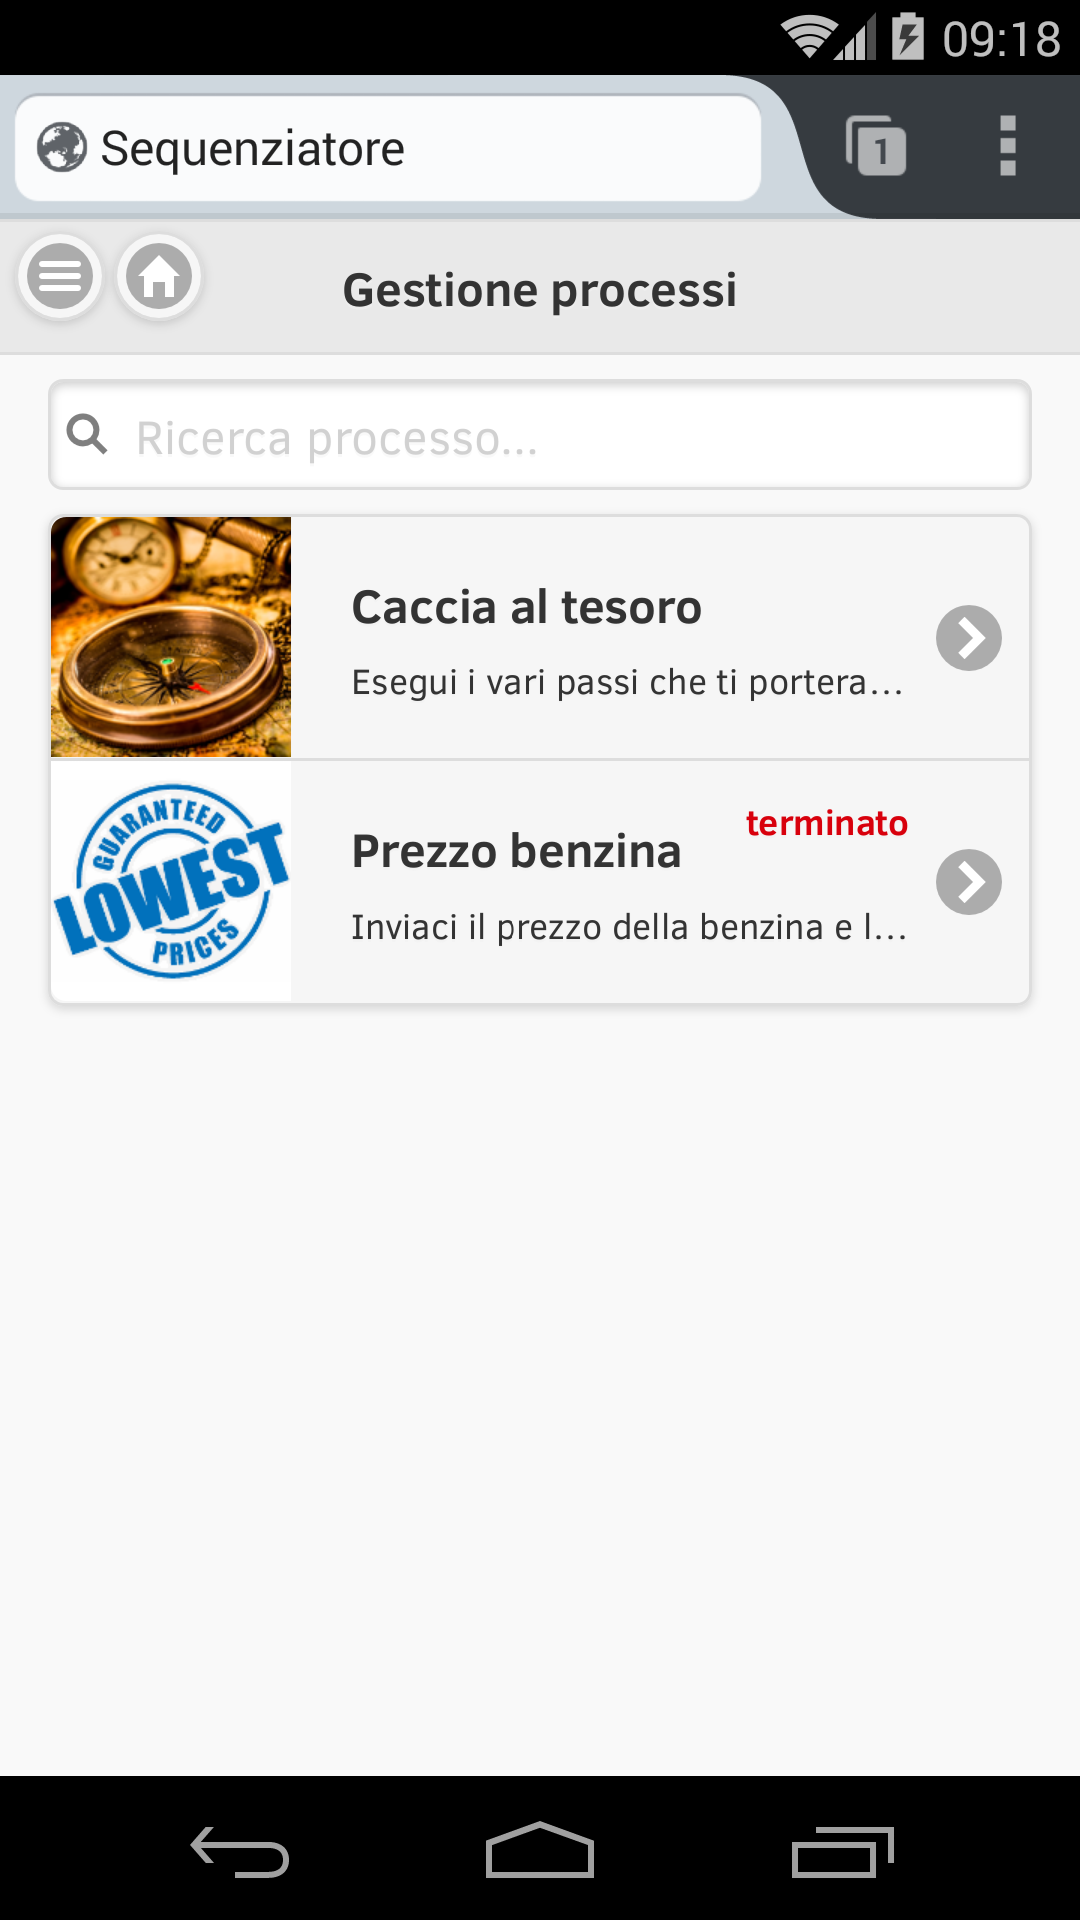 09:18
Sequenziatore
1
Gestione processi
Ricerca processo...
Caccia al tesoro
Esegui i vari passi che ti portera...
terminato
Prezzo benzina
Inviaci il prezzo della benzina e l...
GUARANTEED
LOWEST
PRICES